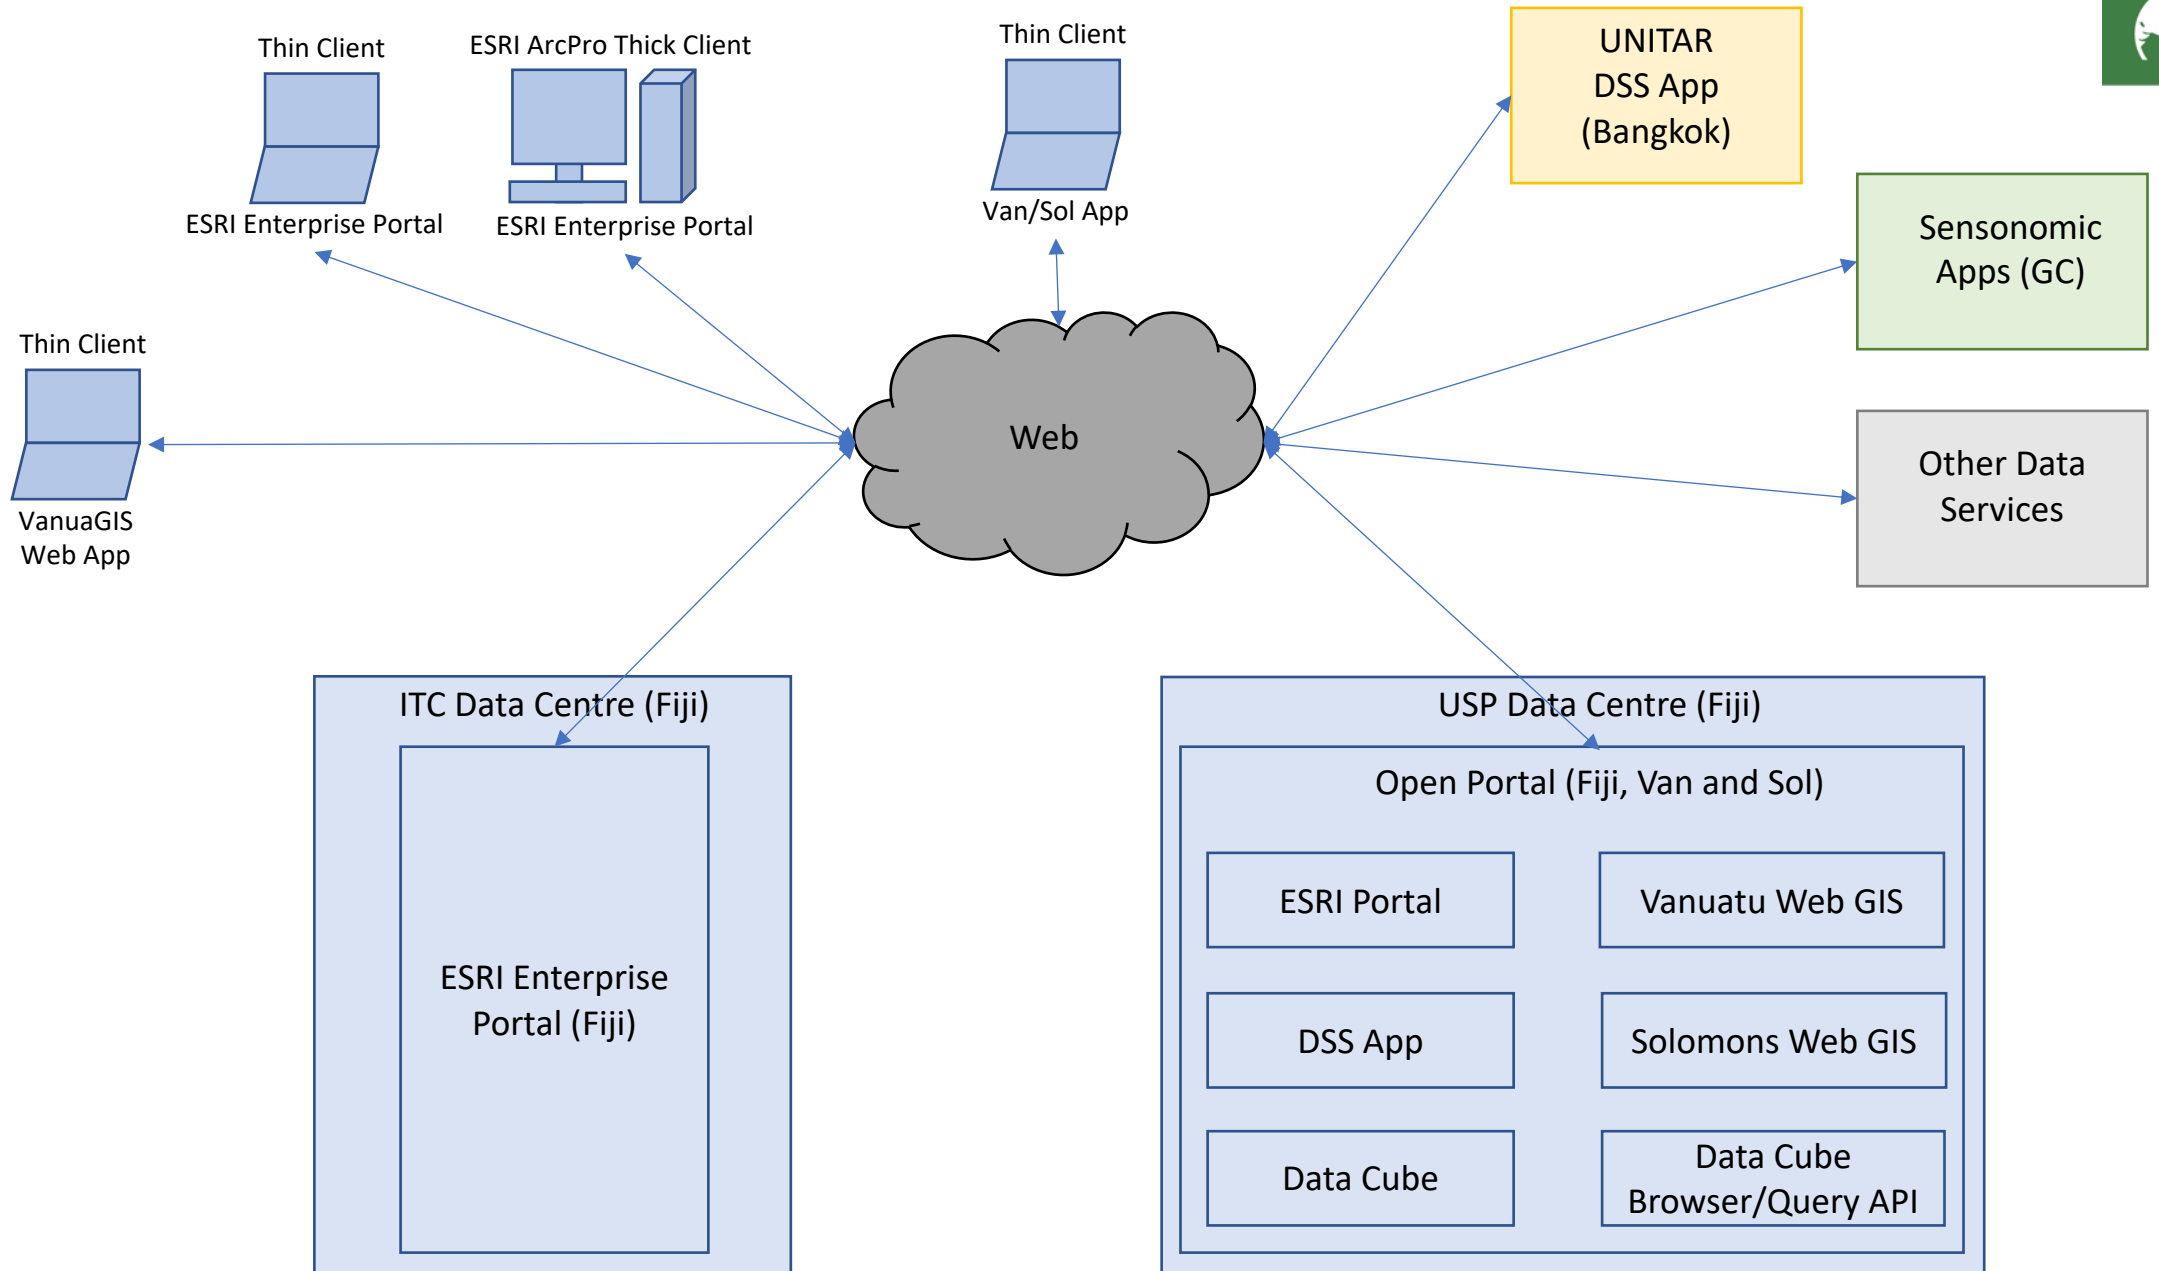 Thin Client
ESRI ArcPro Thick Client
Thin Client
UNITAR
DSS App
(Bangkok)
ESRI Enterprise Portal
ESRI Enterprise Portal
Van/Sol App
Sensonomic
Apps (GC)
Thin Client
VanuaGIS
Web App
Web
Other Data
Services
ITC Data Centre (Fiji)
ESRI Enterprise
Portal (Fiji)
USP Data Centre (Fiji)
Open Portal (Fiji, Van and Sol)
ESRI Portal
Vanuatu Web GIS
DSS App
Solomons Web GIS
Data Cube
Data Cube
Browser/Query API